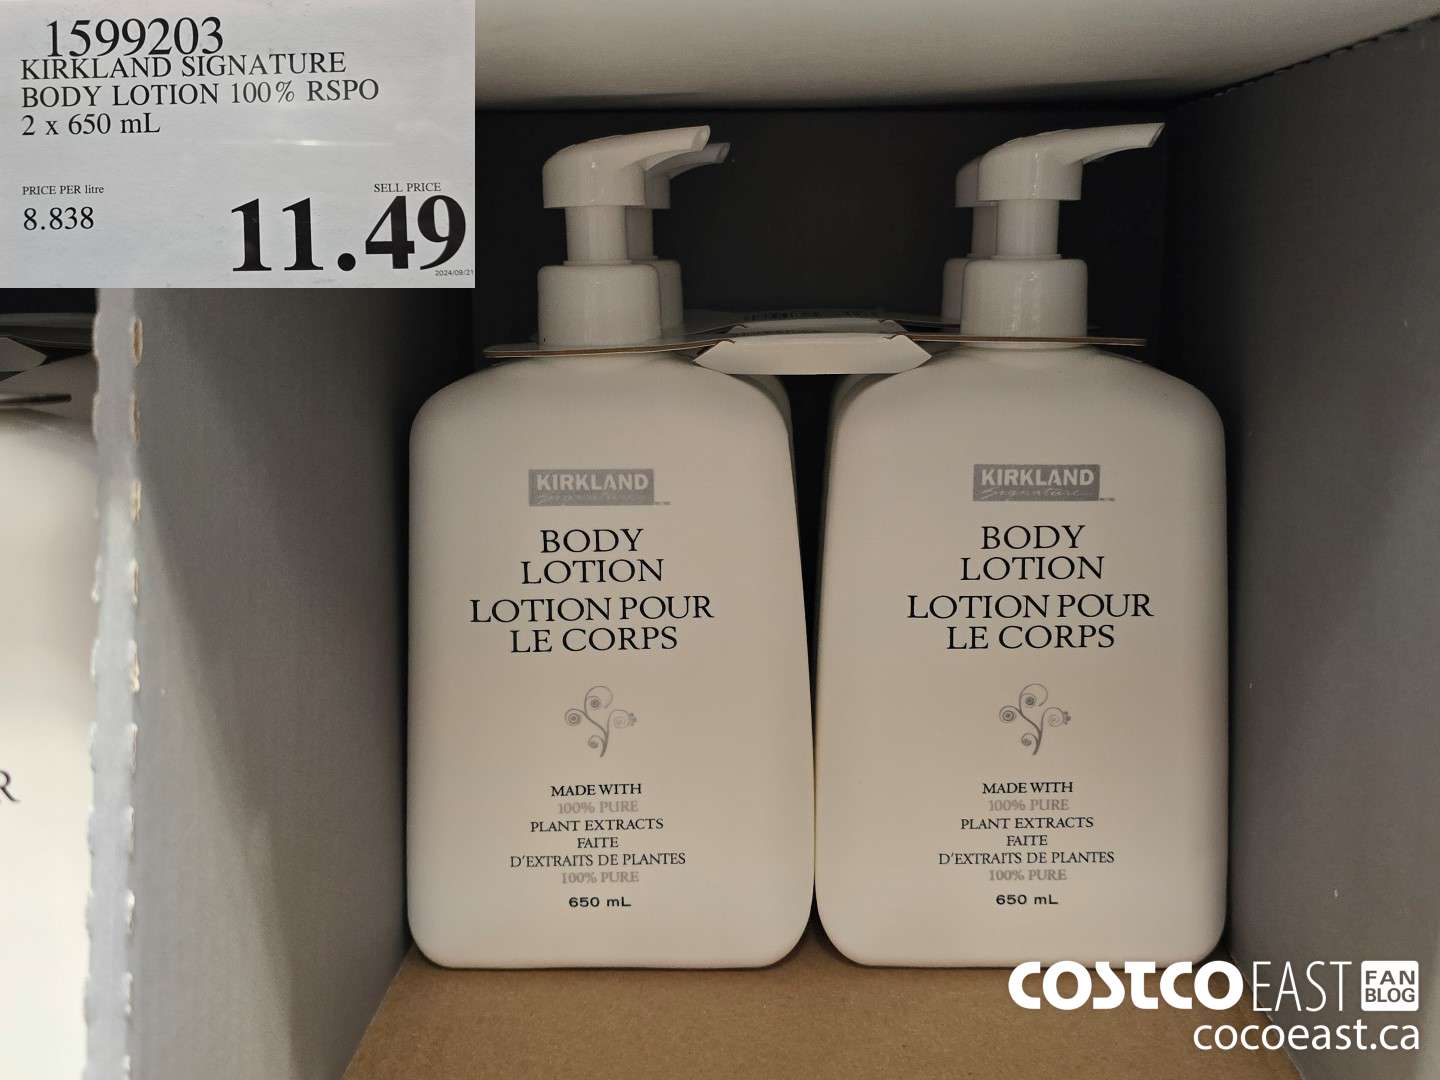 1599203
KIRKLAND SIGNATURE
BODY LOTION 100% RSPO
2 x 650 mL
PRICE PER litre
8.838
SELL PRICE
11.49
2024/09/21
R
KIRKLAND
Signature
BODY
LOTION
LOTION POUR
LE CORPS
MADE WITH
100% PURE
PLANT EXTRACTS
FAITE
D'EXTRAITS DE PLANTES
100% PURE
650 mL
KIRKLAND
Signature
BODY
LOTION
LOTION POUR
LE CORPS
MADE WITH
100% PURE
PLANT EXTRACTS
FAITE
D'EXTRAITS DE PLANTES
100% PURE
650 mL
COSTCO EAST FAN
BLOG
cocoeast.ca